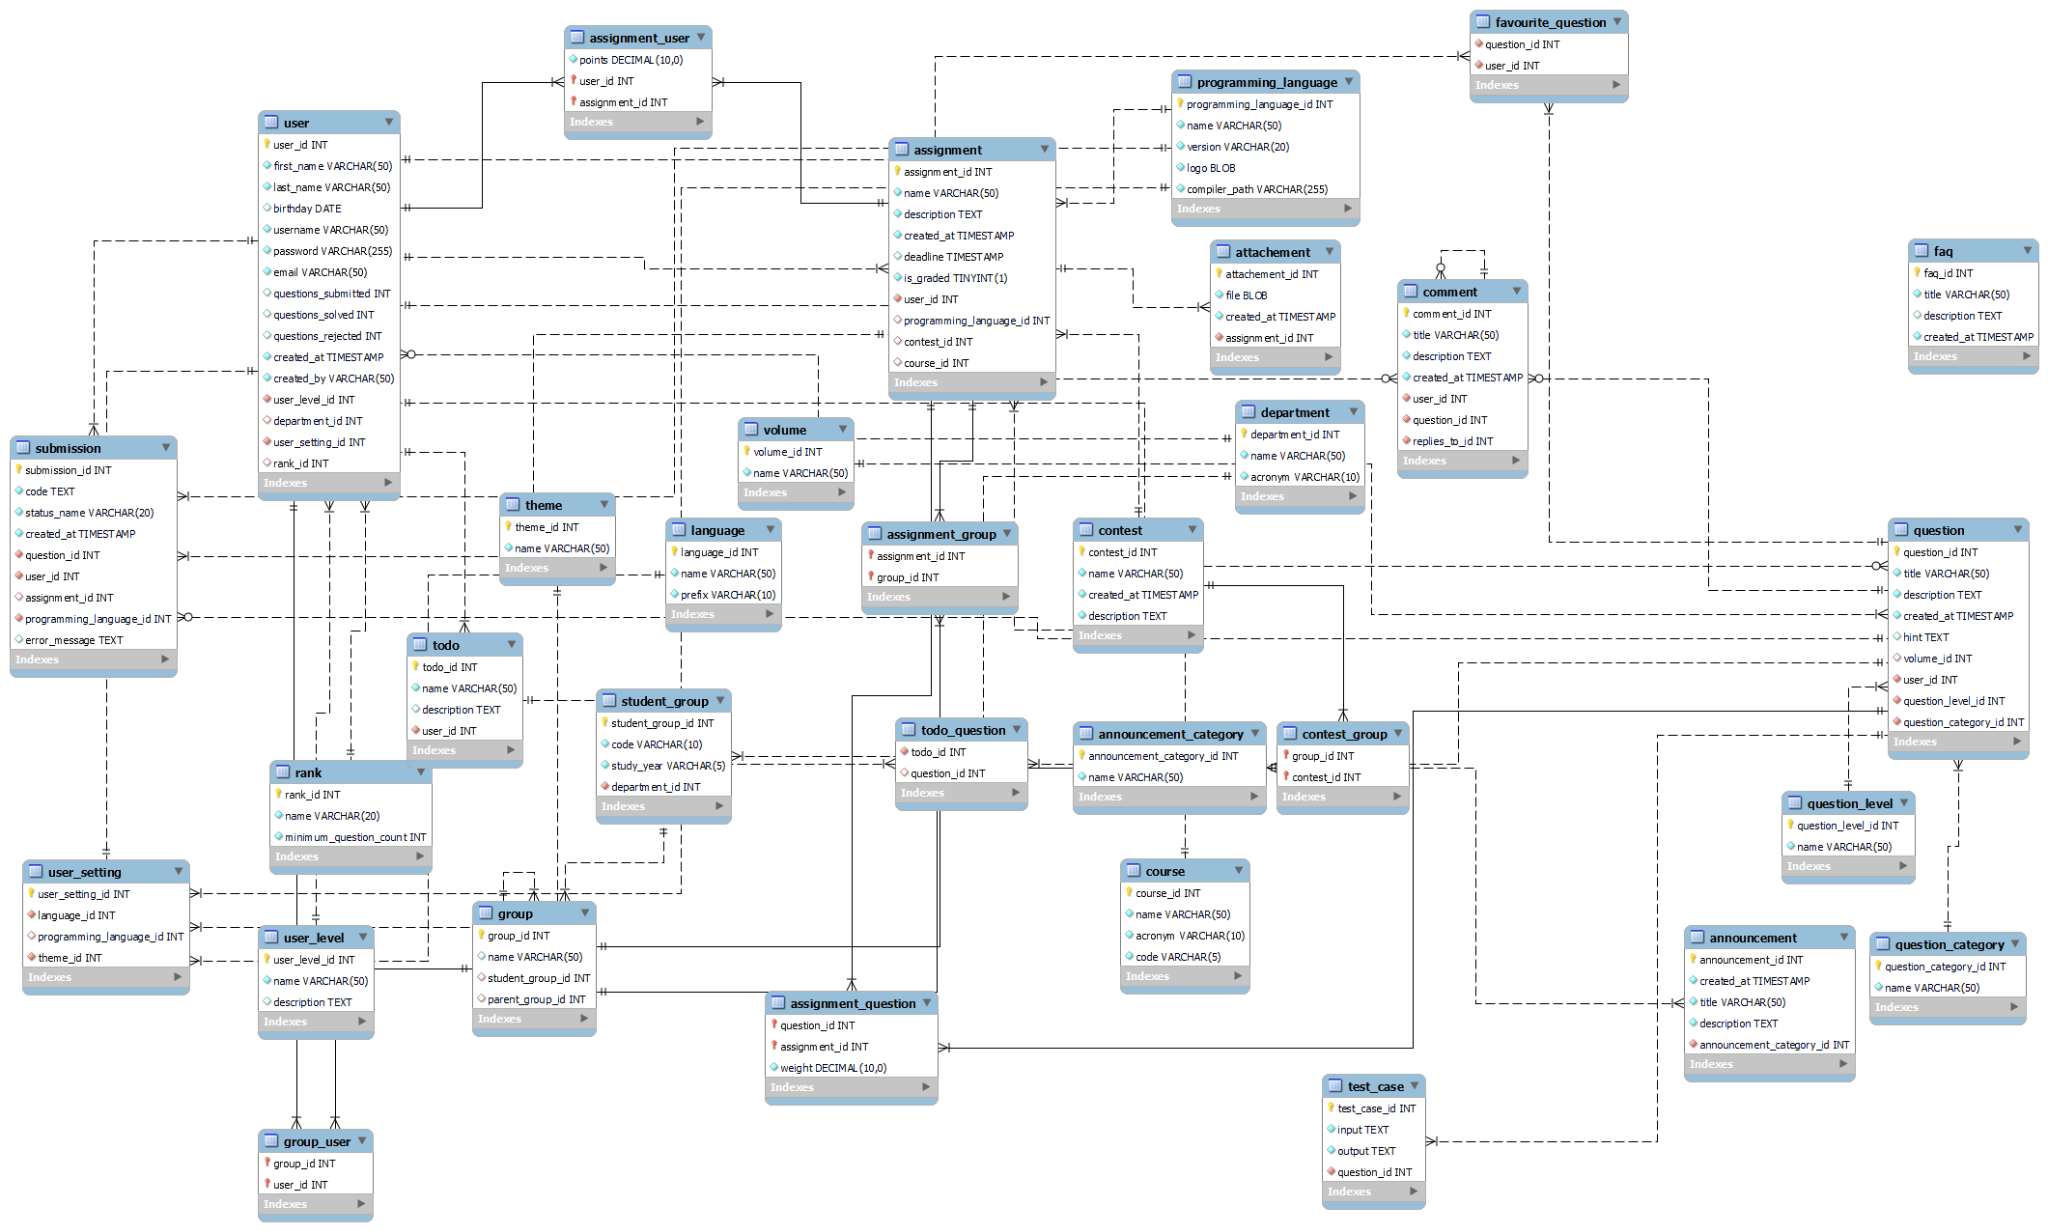 assignment_user
points DECIMAL(10,0)
user_id INT
assignment_id INT
Indexes
favourite_question
question_id INT
user_id INT
Indexes
programming_language
programming_language_id INT
name VARCHAR(50)
version VARCHAR(20)
logo BLOB
compiler_path VARCHAR(255)
Indexes
user
user_id INT
first_name VARCHAR(50)
last_name VARCHAR(50)
birthday DATE
username VARCHAR(50)
password VARCHAR(255)
email VARCHAR(50)
questions_submitted INT
questions_solved INT
questions_rejected INT
created_at TIMESTAMP
created_by VARCHAR(50)
user_level_id INT
department_id INT
user_setting_id INT
rank_id INT
Indexes
assignment
assignment_id INT
name VARCHAR(50)
description TEXT
created_at TIMESTAMP
deadline TIMESTAMP
is_graded TINYINT(1)
user_id INT
programming_language_id INT
contest_id INT
course_id INT
Indexes
attachement
attachement_id INT
file BLOB
created_at TIMESTAMP
assignment_id INT
Indexes
comment
comment_id INT
title VARCHAR(50)
description TEXT
created_at TIMESTAMP
user_id INT
question_id INT
replies_to_id INT
Indexes
faq
faq_id INT
title VARCHAR(50)
description TEXT
created_at TIMESTAMP
Indexes
submission
submission_id INT
code TEXT
status_name VARCHAR(20)
created_at TIMESTAMP
question_id INT
user_id INT
assignment_id INT
programming_language_id INT
error_message TEXT
Indexes
volume
volume_id INT
name VARCHAR(50)
Indexes
department
department_id INT
name VARCHAR(50)
acronym VARCHAR(10)
Indexes
theme
theme_id INT
name VARCHAR(50)
Indexes
language
language_id INT
name VARCHAR(50)
prefix VARCHAR(10)
Indexes
assignment_group
assignment_id INT
group_id INT
Indexes
contest
contest_id INT
name VARCHAR(50)
created_at TIMESTAMP
description TEXT
Indexes
question
question_id INT
title VARCHAR(50)
description TEXT
created_at TIMESTAMP
hint TEXT
volume_id INT
user_id INT
question_level_id INT
question_category_id INT
Indexes
todo
todo_id INT
name VARCHAR(50)
description TEXT
user_id INT
Indexes
student_group
student_group_id INT
code VARCHAR(10)
study_year VARCHAR(5)
department_id INT
Indexes
todo_question
todo_id INT
question_id INT
Indexes
announcement_category
announcement_category_id INT
name VARCHAR(50)
Indexes
contest_group
group_id INT
contest_id INT
Indexes
rank
rank_id INT
name VARCHAR(20)
minimum_question_count INT
Indexes
question_level
question_level_id INT
name VARCHAR(50)
Indexes
user_setting
user_setting_id INT
language_id INT
programming_language_id INT
theme_id INT
Indexes
course
course_id INT
name VARCHAR(50)
acronym VARCHAR(10)
code VARCHAR(5)
Indexes
user_level
user_level_id INT
name VARCHAR(50)
description TEXT
Indexes
group
group_id INT
name VARCHAR(50)
student_group_id INT
parent_group_id INT
Indexes
announcement
announcement_id INT
created_at TIMESTAMP
title VARCHAR(50)
description TEXT
announcement_category_id INT
Indexes
question_category
question_category_id INT
name VARCHAR(50)
Indexes
assignment_question
question_id INT
assignment_id INT
weight DECIMAL(10,0)
Indexes
test_case
test_case_id INT
input TEXT
output TEXT
question_id INT
Indexes
group_user
group_id INT
user_id INT
Indexes